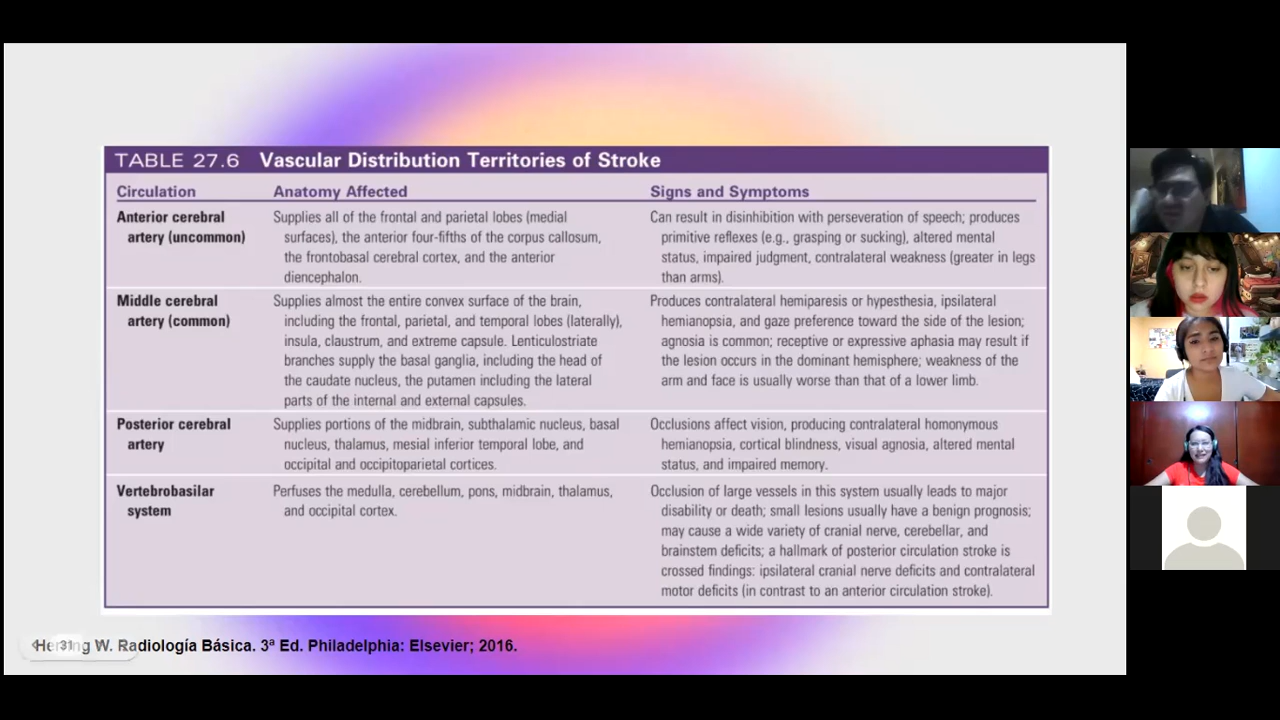 TABLE 27.6 Vascular Distribution Territories of Stroke
Circulation Anatomy Affected Signs and Symptoms
Anterior cerebral
artery (uncommon)
Supplies all of the frontal and parietal lobes (medial
surfaces), the anterior four-fifths of the corpus callosum,
the frontobasal cerebral cortex, and the anterior
diencephalon.
Can result in disinhibition with perseveration of speech; produces
primitive reflexes (e.g., grasping or sucking), altered mental
status, impaired judgment, contralateral weakness (greater in legs
than arms).
Middle cerebral
artery (common)
Supplies almost the entire convex surface of the brain,
including the frontal, parietal, and temporal lobes (laterally),
insula, claustrum, and extreme capsule. Lenticulostriate
branches supply the basal ganglia, including the head of
the caudate nucleus, the putamen including the lateral
parts of the internal and external capsules.
Produces contralateral hemiparesis or hypesthesia, ipsilateral
hemianopsia, and gaze preference toward the side of the lesion;
agnosia is common; receptive or expressive aphasia may result if
the lesion occurs in the dominant hemisphere; weakness of the
arm and face is usually worse than that of a lower limb.
Posterior cerebral
artery
Supplies portions of the midbrain, subthalamic nucleus, basal
nucleus, thalamus, mesial inferior temporal lobe, and
occipital and occipitoparietal cortices.
Occlusions affect vision, producing contralateral homonymous
hemianopsia, cortical blindness, visual agnosia, altered mental
status, and impaired memory.
Vertebrobasilar
system
Perfuses the medulla, cerebellum, pons, midbrain, thalamus,
and occipital cortex.
Occlusion of large vessels in this system usually leads to major
disability or death; small lesions usually have a benign prognosis;
may cause a wide variety of cranial nerve, cerebellar, and
brainstem deficits; a hallmark of posterior circulation stroke is
crossed findings: ipsilateral cranial nerve deficits and contralateral
motor deficits (in contrast to an anterior circulation stroke).
31
W. Radiología Básica. 3ª Ed. Philadelphia: Elsevier; 2016.